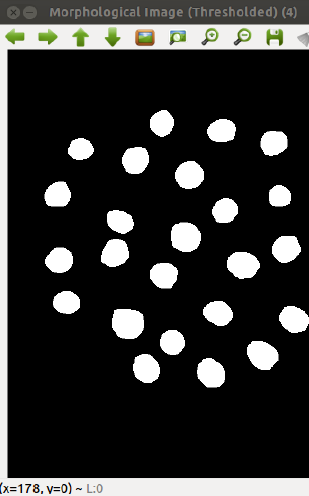 Morphological Image (Thresholded) (4)
(x=178, y=0) ~ L:0